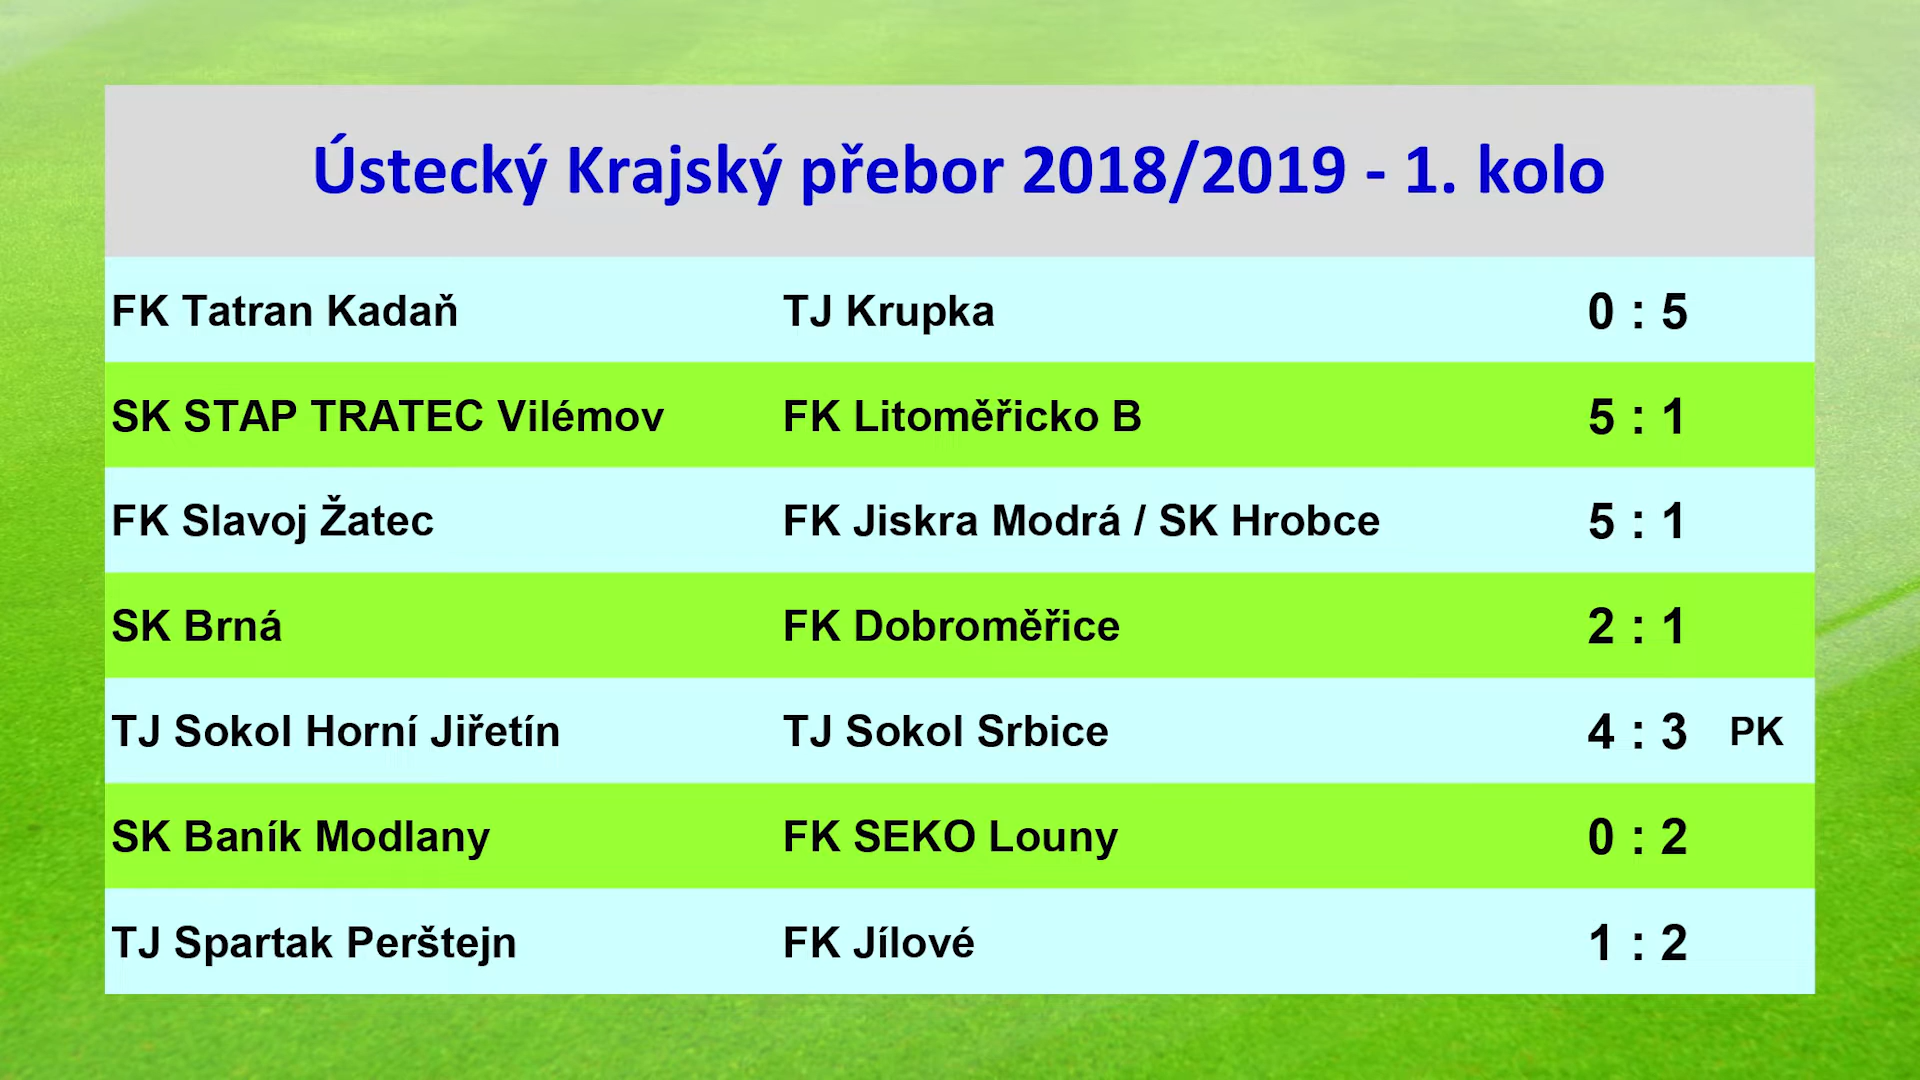 Ústecký Krajský přebor 2018/2019 - 1. kolo
FK Tatran Kadaň TJ Krupka 0 : 5
SK STAP TRATEC Vilémov FK Litoměřicko B 5 : 1
FK Slavoj Žatec FK Jiskra Modrá / SK Hrobce 5 : 1
SK Brná FK Dobroměřice 2 : 1
TJ Sokol Horní Jiřetín TJ Sokol Srbice 4 : 3 PK
SK Baník Modlany FK SEKO Louny 0 : 2
TJ Spartak Perštejn FK Jílové 1 : 2